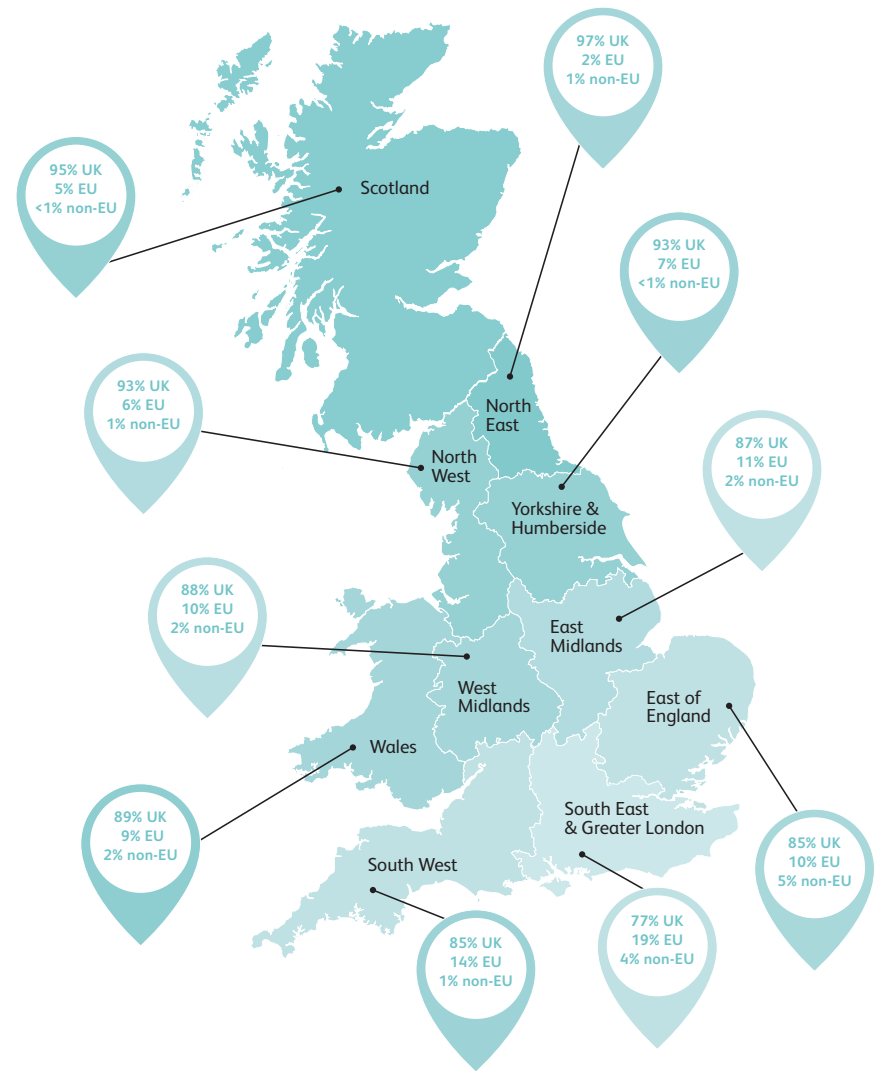 97% UK
2% EU
1% non-EU
95% UK
5% EU
<1% non-EU
Scotland
93% UK
7% EU
<1% non-EU
93% UK
6% EU
1% non-EU
North
East
87% UK
11% EU
2% non-EU
North
West
Yorkshire &
Humberside
88% UK
10% EU
2% non-EU
East
Midlands
West
Midlands
East of
England
Wales
89% UK
9% EU
2% non-EU
South East
& Greater London
85% UK
10% EU
5% non-EU
South West
85% UK
14% EU
1% non-EU
77% UK
19% EU
4% non-EU